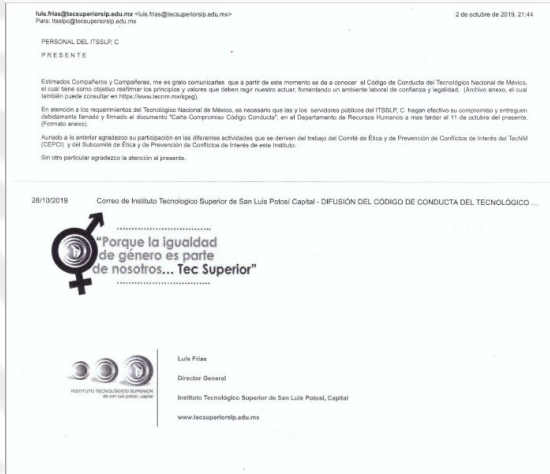 luis.frias@tecsuperiorslp.edu.mx <luis.frias@tecsuperiorslp.edu.mx> 2 de octubre de 2019, 21:44
Para: itsslpc@tecsuperiorslp.edu.mx
PERSONAL DEL ITSSLP, C
P R E S E N T E
Estimados Compañeros y Compañeras, me es grato comunicarles que a partir de este momento se da a conocer el Código de Conducta del Tecnológico Nacional de México,
el cual tiene como objetivo reafirmar los principios y valores que deben regir nuestro actuar, fomentando un ambiente laboral de confianza y legalidad. (Archivo anexo, el cual
también puede consultar en https://www.tecnm.mx/speg).
En atención a los requerimientos del Tecnológico Nacional de México, es necesario que las y los servidores públicos del ITSSLP, C hagan efectivo su compromiso y entreguen
debidamente llenado y firmado el documento "Carta Compromiso Código Conducta", en el Departamento de Recursos Humanos a mas tardar el 11 de octubre del presente.
(Formato anexo).
Aunado a lo anterior agradezco su participación en las diferentes actividades que se deriven del trabajo del Comité de Ética y de Prevención de Conflictos de Interés del TecNM
(CEPCI) y del Subcomité de Ética y de Prevención de Conflictos de Interés de este Instituto.
Sin otro particular agradezco la atención al presente.
28/10/2019 Correo de Instituto Tecnologico Superior de San Luis Potosí Capital - DIFUSIÓN DEL CÓDIGO DE CONDUCTA DEL TECNOLÓGICO ...
"Porque la igualdad
de género es parte
de nosotros... Tec Superior"
Luis Frias
Director General
INSTITUTO TECNOLÓGICO SUPERIOR
de san luis potosí, capital
Instituto Tecnológico Superior de San Luis Potosí, Capital
www.tecsuperiorslp.edu.mx